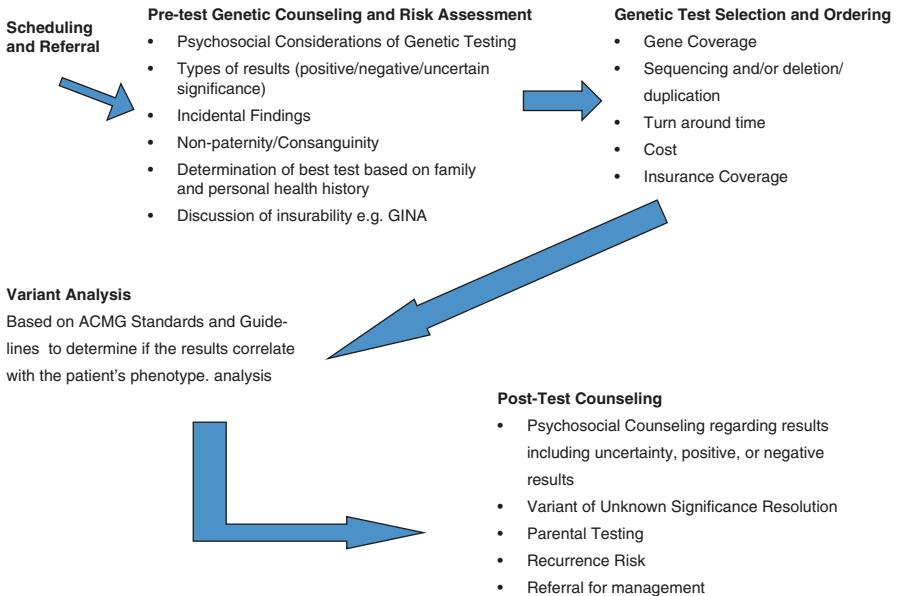 Scheduling
and Referral
Pre-test Genetic Counseling and Risk Assessment
• Psychosocial Considerations of Genetic Testing
• Types of results (positive/negative/uncertain
significance)
• Incidental Findings
• Non-paternity/Consanguinity
• Determination of best test based on family
and personal health history
• Discussion of insurability e.g. GINA
Genetic Test Selection and Ordering
• Gene Coverage
• Sequencing and/or deletion/
duplication
• Turn around time
• Cost
• Insurance Coverage
Variant Analysis
Based on ACMG Standards and Guide-
lines to determine if the results correlate
with the patient's phenotype. analysis
Post-Test Counseling
• Psychosocial Counseling regarding results
including uncertainty, positive, or negative
results
• Variant of Unknown Significance Resolution
• Parental Testing
• Recurrence Risk
• Referral for management